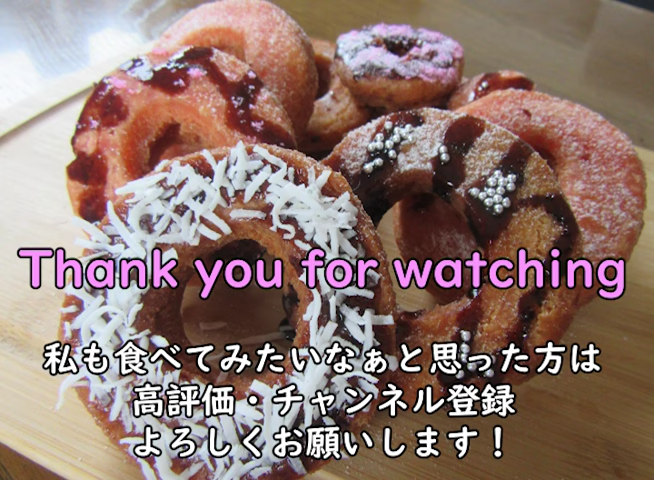 Thank you for watching
私も食べてみたいなぁと思った方は
高評価・チャンネル登録
よろしくお願いします！